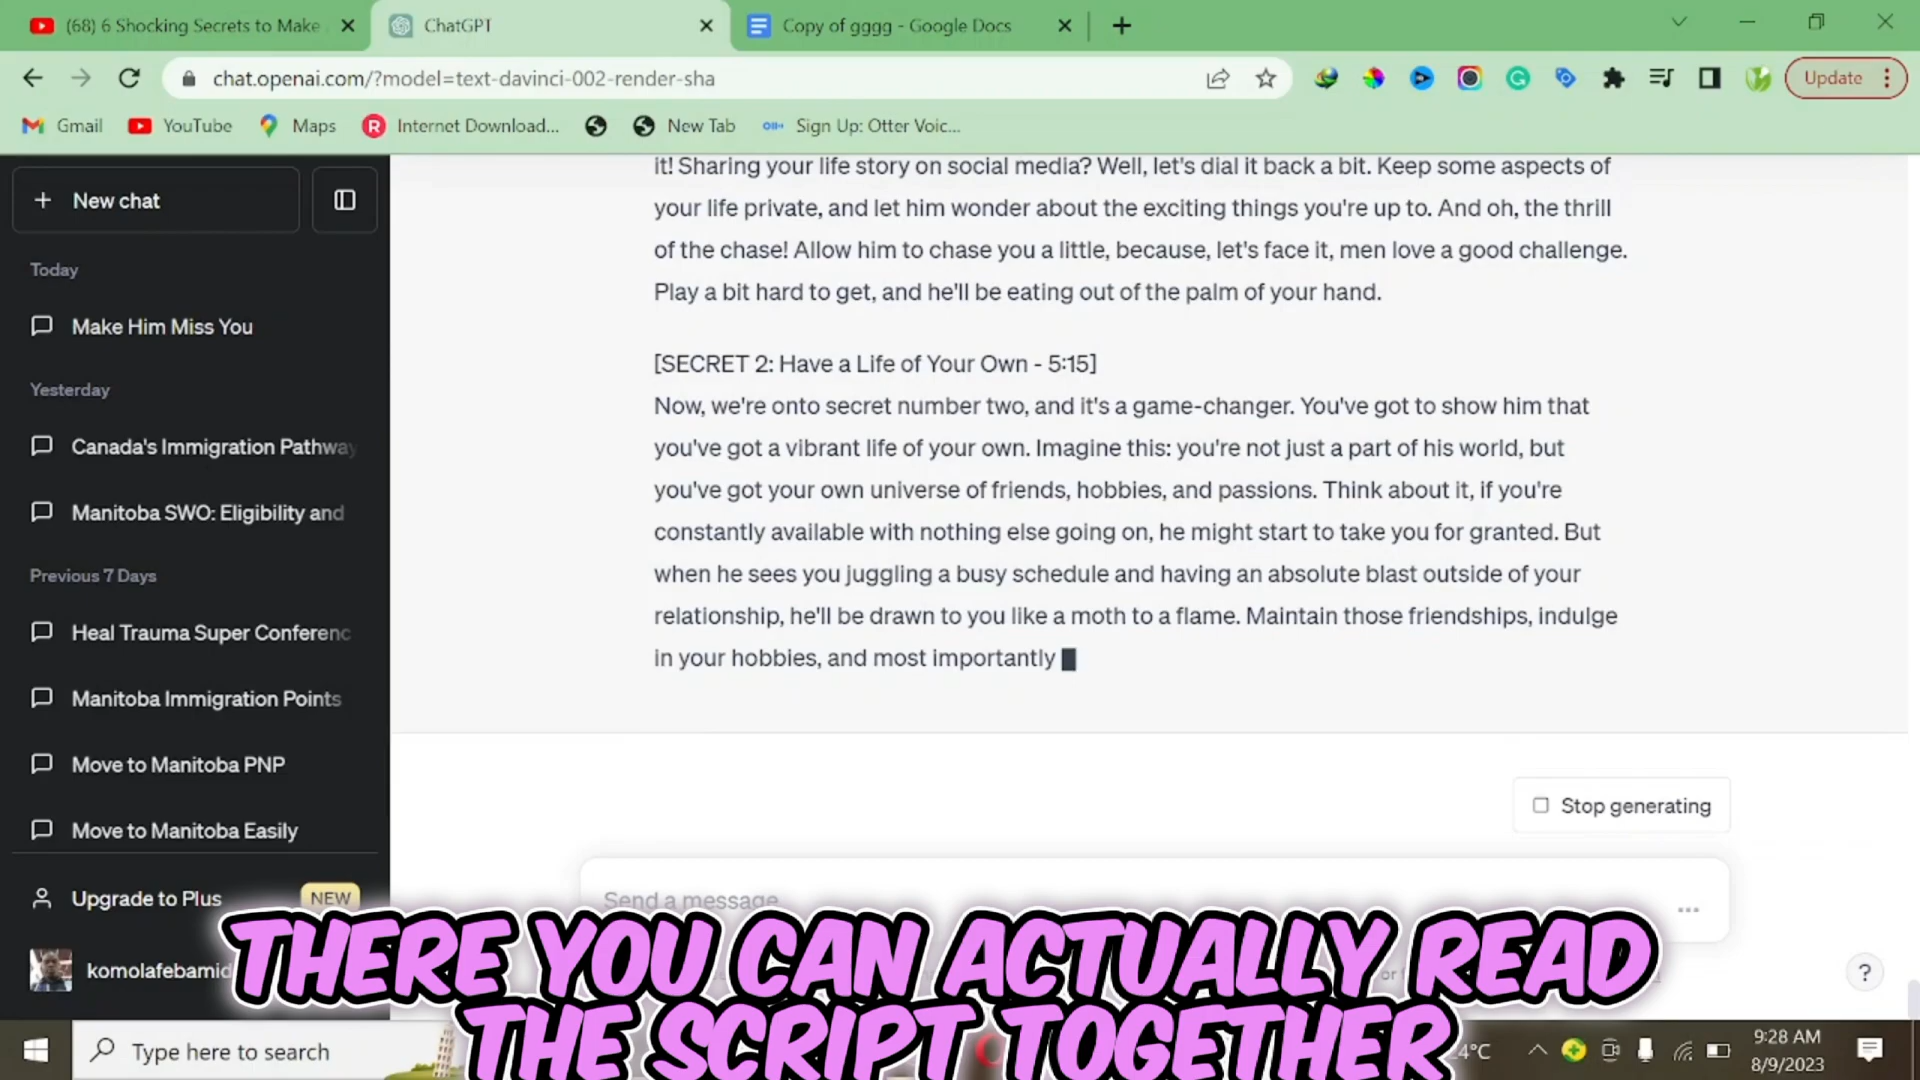 (68) 6 Shocking Secrets to Make
ChatGPT
Copy of gggg - Google Docs
chat.openai.com/?model=text-davinci-002-render-sha
Update
Gmail
YouTube
Maps
Internet Download...
New Tab
Sign Up: Otter Voic...
New chat
Today
Make Him Miss You
Yesterday
Canada's Immigration Pathway
Manitoba SWO: Eligibility and
Previous 7 Days
Heal Trauma Super Conferenc
Manitoba Immigration Points
Move to Manitoba PNP
Move to Manitoba Easily
Upgrade to Plus
NEW
komolafebamid
it! Sharing your life story on social media? Well, let's dial it back a bit. Keep some aspects of
your life private, and let him wonder about the exciting things you're up to. And oh, the thrill
of the chase! Allow him to chase you a little, because, let's face it, men love a good challenge.
Play a bit hard to get, and he'll be eating out of the palm of your hand.
[SECRET 2: Have a Life of Your Own - 5:15]
Now, we're onto secret number two, and it's a game-changer. You've got to show him that
you've got a vibrant life of your own. Imagine this: you're not just a part of his world, but
you've got your own universe of friends, hobbies, and passions. Think about it, if you're
constantly available with nothing else going on, he might start to take you for granted. But
when he sees you juggling a busy schedule and having an absolute blast outside of your
relationship, he'll be drawn to you like a moth to a flame. Maintain those friendships, indulge
in your hobbies, and most importantly
Stop generating
Send a message
?
THERE YOU CAN ACTUALLY READ
THE SCRIPT TOGETHER
Type here to search
4°C
9:28 AM
8/9/2023